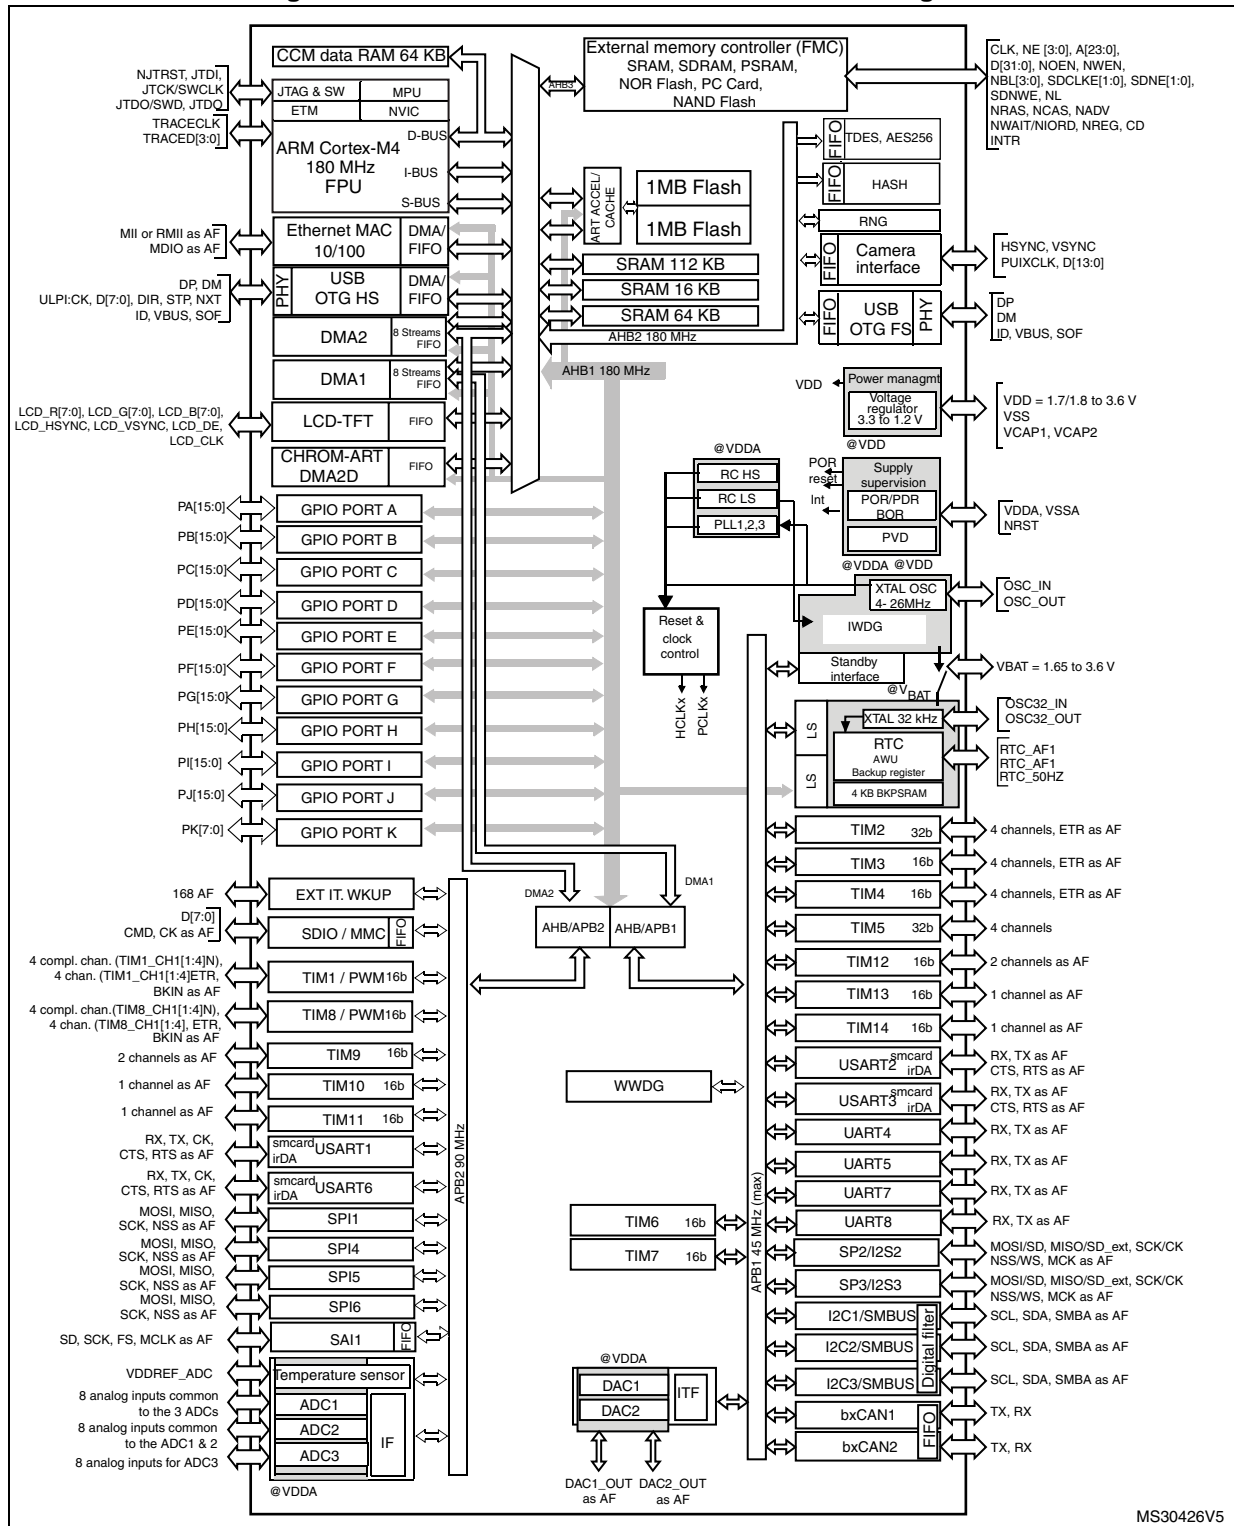 CCM data RAM 64 KB
External memory controller (FMC)
SRAM, SDRAM, PSRAM,
NOR Flash, PC Card,
NAND Flash
AHB3
CLK, NE [3:0], A[23:0],
D[31:0], NOEN, NWEN,
NBL[3:0], SDCLKE[1:0], SDNE[1:0],
SDNWE, NL
NRAS, NCAS, NADV
NWAIT/NIORD, NREG, CD
INTR
NJTRST, JTDI,
JTCK/SWCLK
JTDO/SWD, JTDO
TRACECLK
TRACED[3:0]
JTAG & SW
MPU
ETM
NVIC
ARM Cortex-M4
180 MHz
FPU
D-BUS
I-BUS
S-BUS
FIFO
TDES, AES256
FIFO
HASH
RNG
FIFO
Camera
interface
HSYNC, VSYNC
PUIXCLK, D[13:0]
FIFO
USB
OTG FS
PHY
DP
DM
ID, VBUS, SOF
ART ACCEL/
CACHE
1MB Flash
1MB Flash
SRAM 112 KB
SRAM 16 KB
SRAM 64 KB
AHB2 180 MHz
AHB1 180 MHz
MII or RMII as AF
MDIO as AF
Ethernet MAC
10/100
DMA/
FIFO
DP, DM
ULPI:CK, D[7:0], DIR, STP, NXT
ID, VBUS, SOF
PHY
USB
OTG HS
DMA/
FIFO
DMA2
8 Streams
FIFO
DMA1
8 Streams
FIFO
LCD_R[7:0], LCD_G[7:0], LCD_B[7:0],
LCD_HSYNC, LCD_VSYNC, LCD_DE,
LCD_CLK
LCD-TFT
FIFO
CHROM-ART
DMA2D
FIFO
VDD
Power managmt
Voltage
regulator
3.3 to 1.2 V
@VDD
VDD = 1.7/1.8 to 3.6 V
VSS
VCAP1, VCAP2
@VDDA
RC HS
RC LS
PLL1,2,3
POR
reset
Int
Supply
supervision
POR/PDR
BOR
PVD
VDDA, VSSA
NRST
@VDDA @VDD
XTAL OSC
4- 26MHz
OSC_IN
OSC_OUT
IWDG
Reset &
clock
control
HCLKx
PCLKx
Standby
interface
VBAT = 1.65 to 3.6 V
@VBAT
XTAL 32 kHz
OSC32_IN
OSC32_OUT
LS
LS
RTC
AWU
Backup register
4 KB BKPSRAM
RTC_AF1
RTC_AF1
RTC_50HZ
PA[15:0]
GPIO PORT A
PB[15:0]
GPIO PORT B
PC[15:0]
GPIO PORT C
PD[15:0]
GPIO PORT D
PE[15:0]
GPIO PORT E
PF[15:0]
GPIO PORT F
PG[15:0]
GPIO PORT G
PH[15:0]
GPIO PORT H
PI[15:0]
GPIO PORT I
PJ[15:0]
GPIO PORT J
PK[7:0]
GPIO PORT K
DMA2
DMA1
AHB/APB2
AHB/APB1
168 AF
EXT IT. WKUP
D[7:0]
CMD, CK as AF
SDIO / MMC
FIFO
4 compl. chan. (TIM1_CH1[1:4]N),
4 chan. (TIM1_CH1[1:4]ETR,
BKIN as AF
TIM1 / PWM 16b
4 compl. chan.(TIM8_CH1[1:4]N),
4 chan. (TIM8_CH1[1:4], ETR,
BKIN as AF
TIM8 / PWM 16b
2 channels as AF
TIM9 16b
1 channel as AF
TIM10 16b
1 channel as AF
TIM11 16b
RX, TX, CK,
CTS, RTS as AF
smcard
irDA
USART1
RX, TX, CK,
CTS, RTS as AF
smcard
irDA
USART6
MOSI, MISO,
SCK, NSS as AF
SPI1
MOSI, MISO,
SCK, NSS as AF
SPI4
MOSI, MISO,
SCK, NSS as AF
SPI5
MOSI, MISO,
SCK, NSS as AF
SPI6
SD, SCK, FS, MCLK as AF
SAI1
FIFO
VDDREF_ADC
Temperature sensor
8 analog inputs common
to the 3 ADCs
ADC1
8 analog inputs common
to the ADC1 & 2
ADC2
8 analog inputs for ADC3
ADC3
IF
@VDDA
APB2 90 MHz
WWDG
TIM6 16b
TIM7 16b
@VDDA
DAC1
DAC2
ITF
DAC1_OUT
as AF
DAC2_OUT
as AF
APB1 45 MHz (max)
TIM2 32b
4 channels, ETR as AF
TIM3 16b
4 channels, ETR as AF
TIM4 16b
4 channels, ETR as AF
TIM5 32b
4 channels
TIM12 16b
2 channels as AF
TIM13 16b
1 channel as AF
TIM14 16b
1 channel as AF
USART2
smcard
irDA
RX, TX as AF
CTS, RTS as AF
USART3
smcard
irDA
RX, TX as AF
CTS, RTS as AF
UART4
RX, TX as AF
UART5
RX, TX as AF
UART7
RX, TX as AF
UART8
RX, TX as AF
SP2/I2S2
MOSI/SD, MISO/SD_ext, SCK/CK
NSS/WS, MCK as AF
SP3/I2S3
MOSI/SD, MISO/SD_ext, SCK/CK
NSS/WS, MCK as AF
I2C1/SMBUS
SCL, SDA, SMBA as AF
I2C2/SMBUS
SCL, SDA, SMBA as AF
I2C3/SMBUS
SCL, SDA, SMBA as AF
Digital filter
bxCAN1
TX, RX
bxCAN2
TX, RX
FIFO
MS30426V5